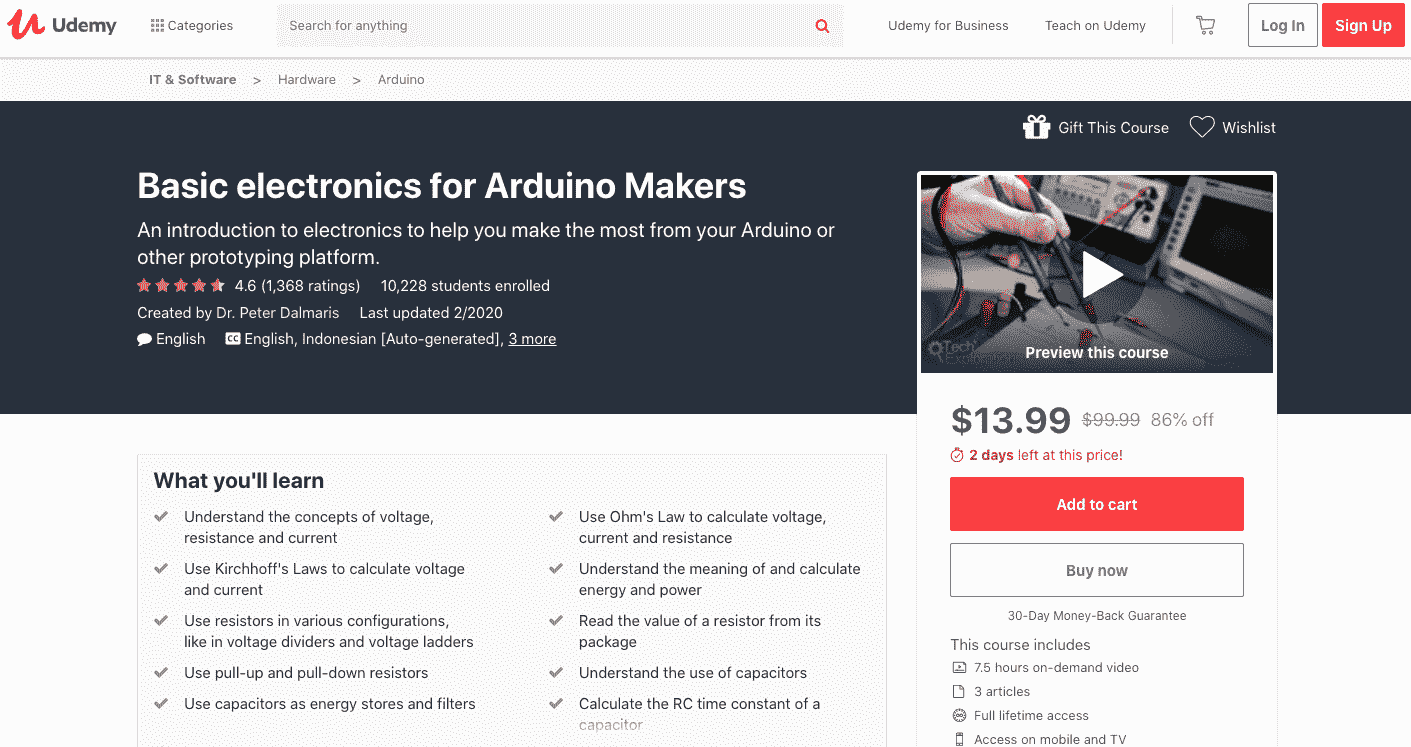 Udemy
Categories
Search for anything
Udemy for Business
Teach on Udemy
Log In
Sign Up
IT & Software > Hardware > Arduino
Gift This Course
Wishlist
Basic electronics for Arduino Makers
An introduction to electronics to help you make the most from your Arduino or
other prototyping platform.
4.6 (1,368 ratings) 10,228 students enrolled
Created by Dr. Peter Dalmaris Last updated 2/2020
English CC English, Indonesian [Auto-generated], 3 more
Preview this course
$13.99 $99.99 86% off
2 days left at this price!
Add to cart
Buy now
30-Day Money-Back Guarantee
This course includes
7.5 hours on-demand video
3 articles
Full lifetime access
Access on mobile and TV
What you'll learn
Understand the concepts of voltage,
resistance and current
Use Ohm's Law to calculate voltage,
current and resistance
Use Kirchhoff's Laws to calculate voltage
and current
Understand the meaning of and calculate
energy and power
Use resistors in various configurations,
like in voltage dividers and voltage ladders
Read the value of a resistor from its
package
Use pull-up and pull-down resistors
Understand the use of capacitors
Use capacitors as energy stores and filters
Calculate the RC time constant of a
capacitor